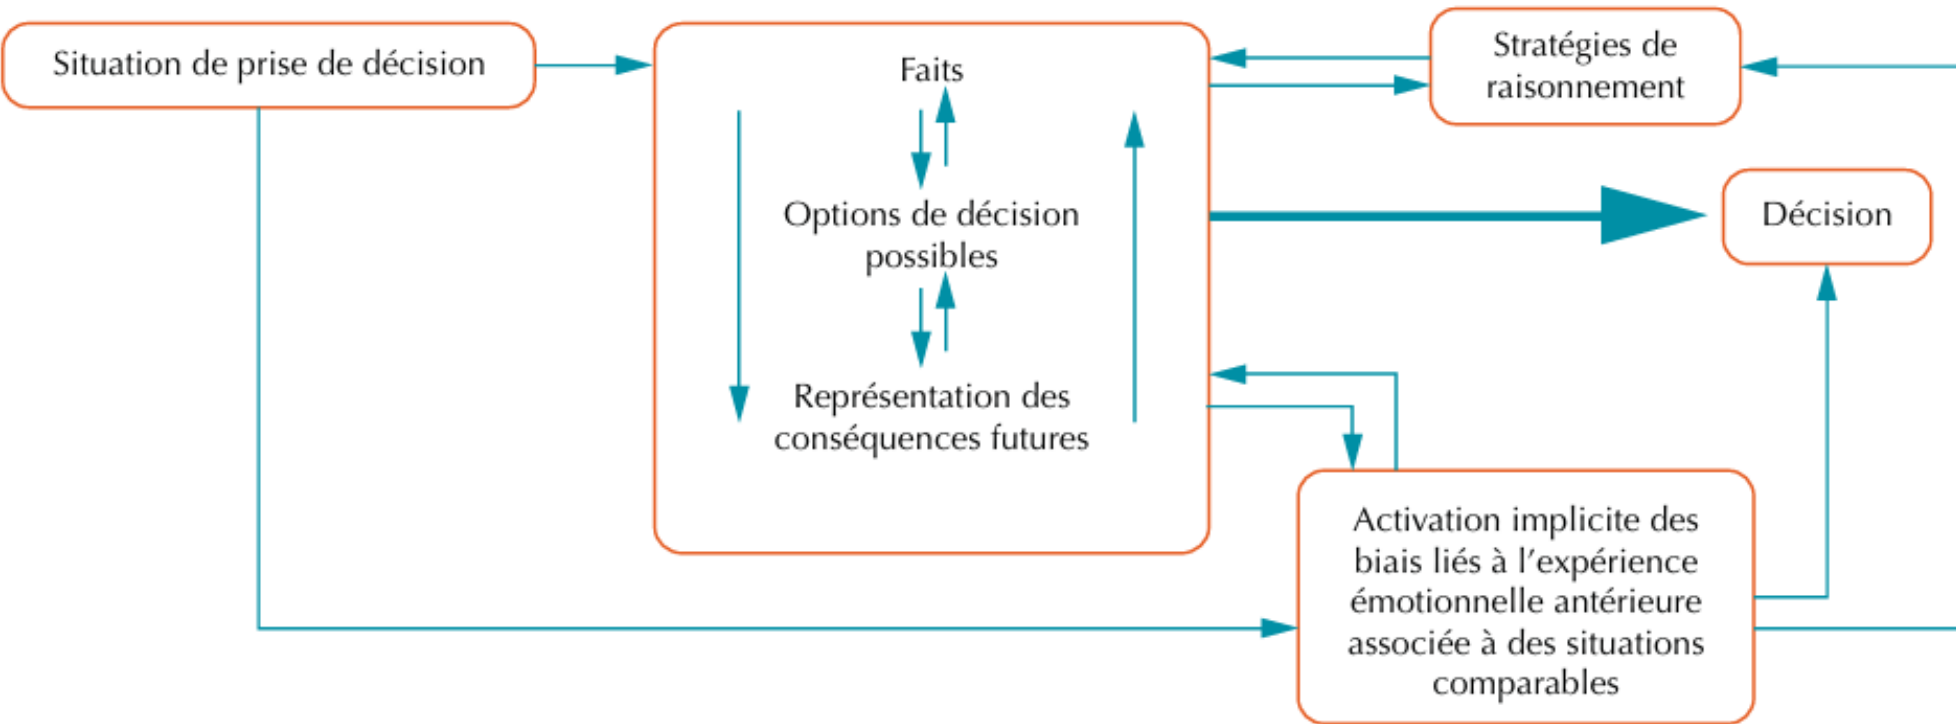 Situation de prise de décision
Faits
Options de décision
possibles
Représentation des
conséquences futures
Stratégies de
raisonnement
Décision
Activation implicite des
biais liés à l’expérience
émotionnelle antérieure
associée à des situations
comparables